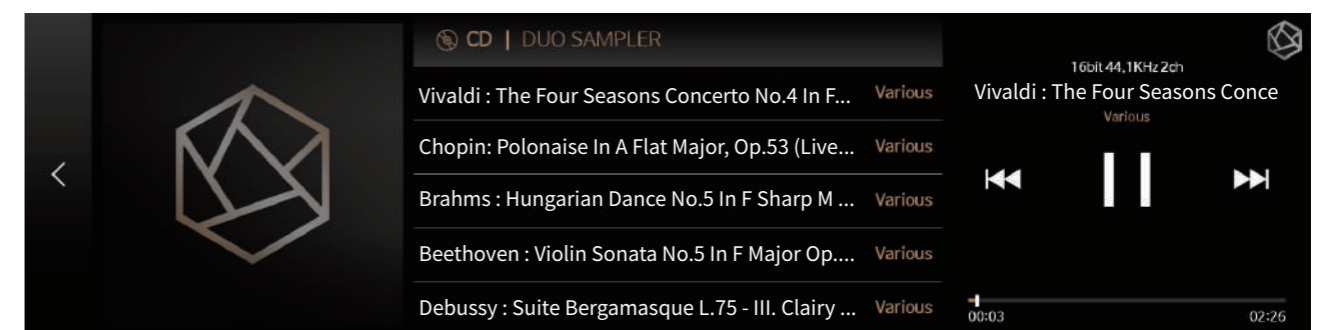 CD | DUO SAMPLER
Vivaldi : The Four Seasons Concerto No.4 In F... Various
Chopin: Polonaise In A Flat Major, Op.53 (Live... Various
Brahms : Hungarian Dance No.5 In F Sharp M ... Various
Beethoven : Violin Sonata No.5 In F Major Op.... Various
Debussy : Suite Bergamasque L.75 - III. Clairy ... Various
16bit 44,1KHz 2ch
Vivaldi : The Four Seasons Conce
Various
00:03 02:26